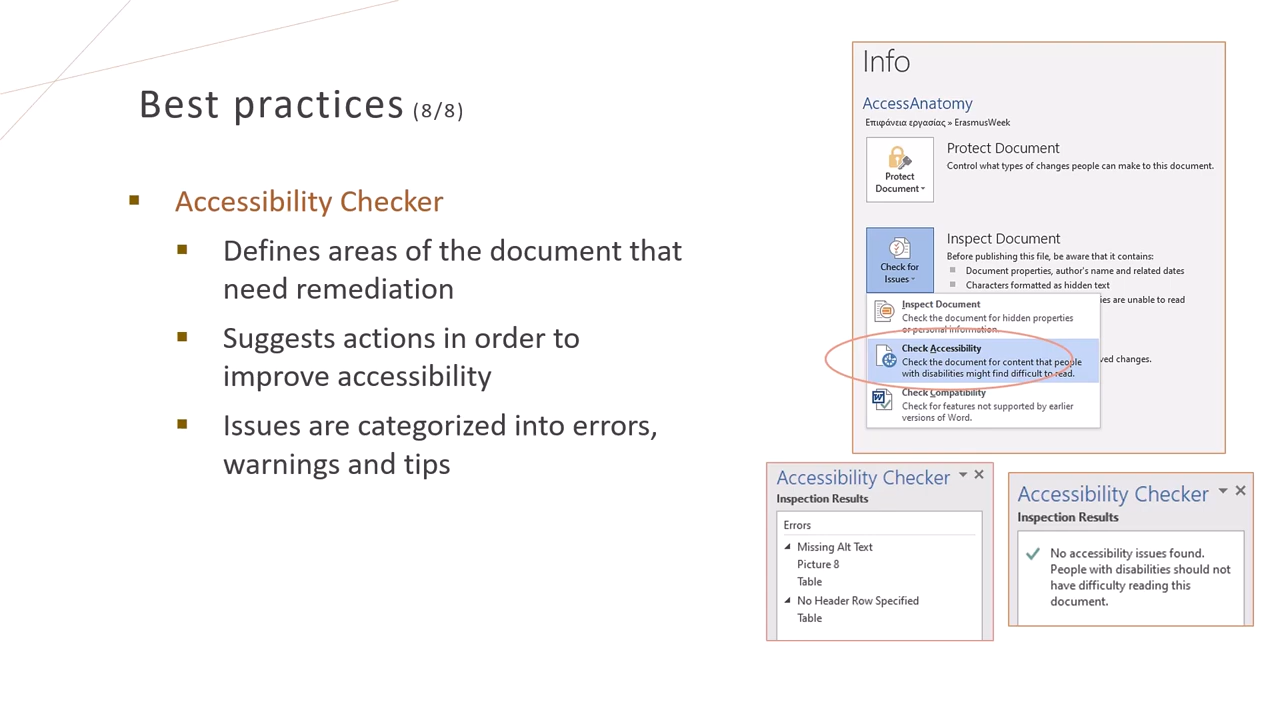 Best practices (8/8)
Accessibility Checker
Defines areas of the document that
need remediation
Suggests actions in order to
improve accessibility
Issues are categorized into errors,
warnings and tips
Info
AccessAnatomy
Επιφάνεια εργασίας » ErasmusWeek
Protect
Document
Protect Document
Control what types of changes people can make to this document.
Check for
Issues
Inspect Document
Before publishing this file, be aware that it contains:
Document properties, author's name and related dates
Characters formatted as hidden text
ies are unable to read
Inspect Document
Check the document for hidden properties
or personal information.
Check Accessibility
Check the document for content that people
with disabilities might find difficult to read.
ved changes.
Check Compatibility
Check for features not supported by earlier
versions of Word.
Accessibility Checker
Inspection Results
Errors
Missing Alt Text
Picture 8
Table
No Header Row Specified
Table
Accessibility Checker
Inspection Results
No accessibility issues found.
People with disabilities should not
have difficulty reading this
document.